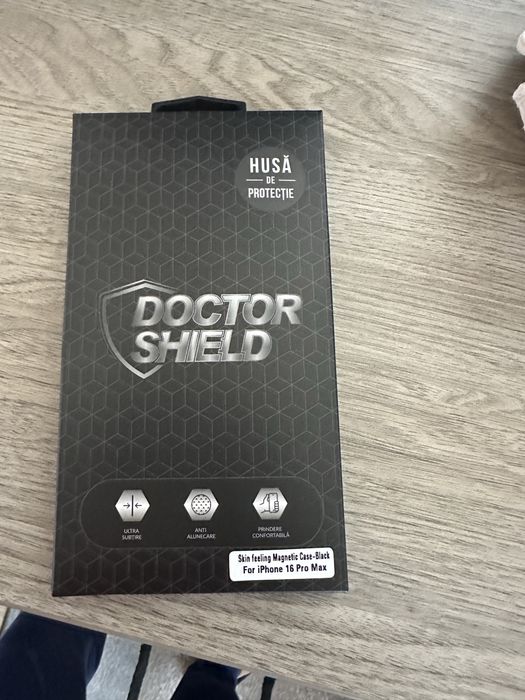 HUSĂ
DE
PROTECȚIE
DOCTOR
SHIELD
ULTRA
SUBȚIRE
ANTI
ALUNECARE
PRINDERE
CONFORTABILĂ
Skin feeling Magnetic Case-Black
For iPhone 16 Pro Max